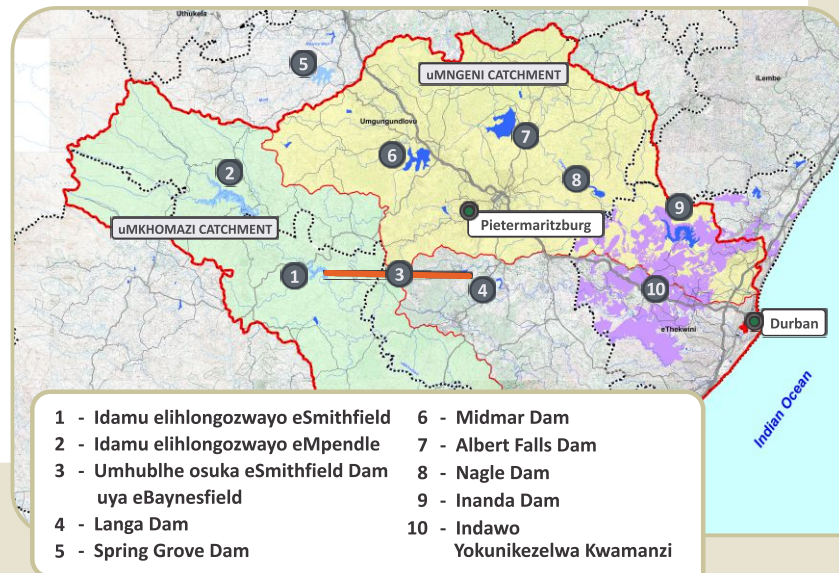 Uthukela
5
uMNGENI CATCHMENT
iLembe
Umgungundlovu
7
6
2
8
9
Pietermaritzburg
uMKHOMAZI CATCHMENT
1
3
4
10
eThekwini
Durban
Indian Ocean
1 - Idamu elihlongozwayo eSmithfield
2 - Idamu elihlongozwayo eMpendle
3 - Umhublhe osuka eSmithfield Dam
uya eBaynesfield
4 - Langa Dam
5 - Spring Grove Dam
6 - Midmar Dam
7 - Albert Falls Dam
8 - Nagle Dam
9 - Inanda Dam
10 - Indawo
Yokunikezelwa Kwamanzi